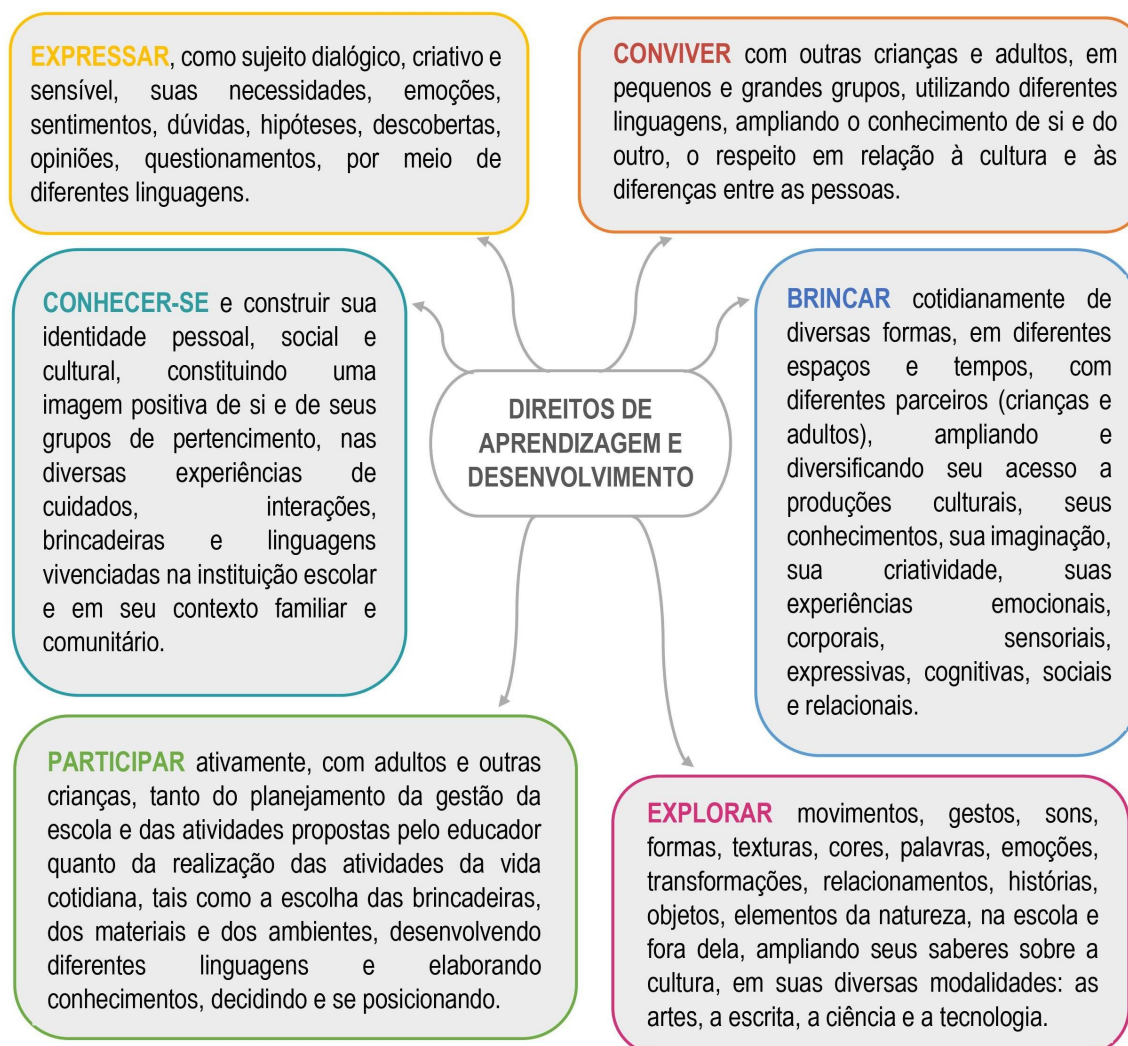 EXPRESSAR, como sujeito dialógico, criativo e
sensível, suas necessidades, emoções,
sentimentos, dúvidas, hipóteses, descobertas,
opiniões, questionamentos, por meio de
diferentes linguagens.
CONVIVER com outras crianças e adultos, em
pequenos e grandes grupos, utilizando diferentes
linguagens, ampliando o conhecimento de si e do
outro, o respeito em relação à cultura e às
diferenças entre as pessoas.
CONHECER-SE e construir sua
identidade pessoal, social e
cultural, constituindo uma
imagem positiva de si e de seus
grupos de pertencimento, nas
diversas experiências de
cuidados, interações,
brincadeiras e linguagens
vivenciadas na instituição escolar
e em seu contexto familiar e
comunitário.
DIREITOS DE
APRENDIZAGEM E
DESENVOLVIMENTO
BRINCAR cotidianamente de
diversas formas, em diferentes
espaços e tempos, com
diferentes parceiros (crianças e
adultos), ampliando e
diversificando seu acesso a
produções culturais, seus
conhecimentos, sua imaginação,
sua criatividade, suas
experiências emocionais,
corporais, sensoriais,
expressivas, cognitivas, sociais
e relacionais.
PARTICIPAR ativamente, com adultos e outras
crianças, tanto do planejamento da gestão da
escola e das atividades propostas pelo educador
quanto da realização das atividades da vida
cotidiana, tais como a escolha das brincadeiras,
dos materiais e dos ambientes, desenvolvendo
diferentes linguagens e elaborando
conhecimentos, decidindo e se posicionando.
EXPLORAR movimentos, gestos, sons,
formas, texturas, cores, palavras, emoções,
transformações, relacionamentos, histórias,
objetos, elementos da natureza, na escola e
fora dela, ampliando seus saberes sobre a
cultura, em suas diversas modalidades: as
artes, a escrita, a ciência e a tecnologia.